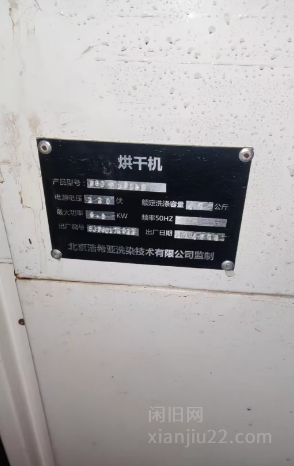 烘干机
产品型号:
电源电压 220 伏 额定洗涤容量 公斤
最大功率 KW 频率50HZ
出厂编号 出厂日期
北京洁希亚洗染技术有限公司监制
闲旧网
xianjiu22.com